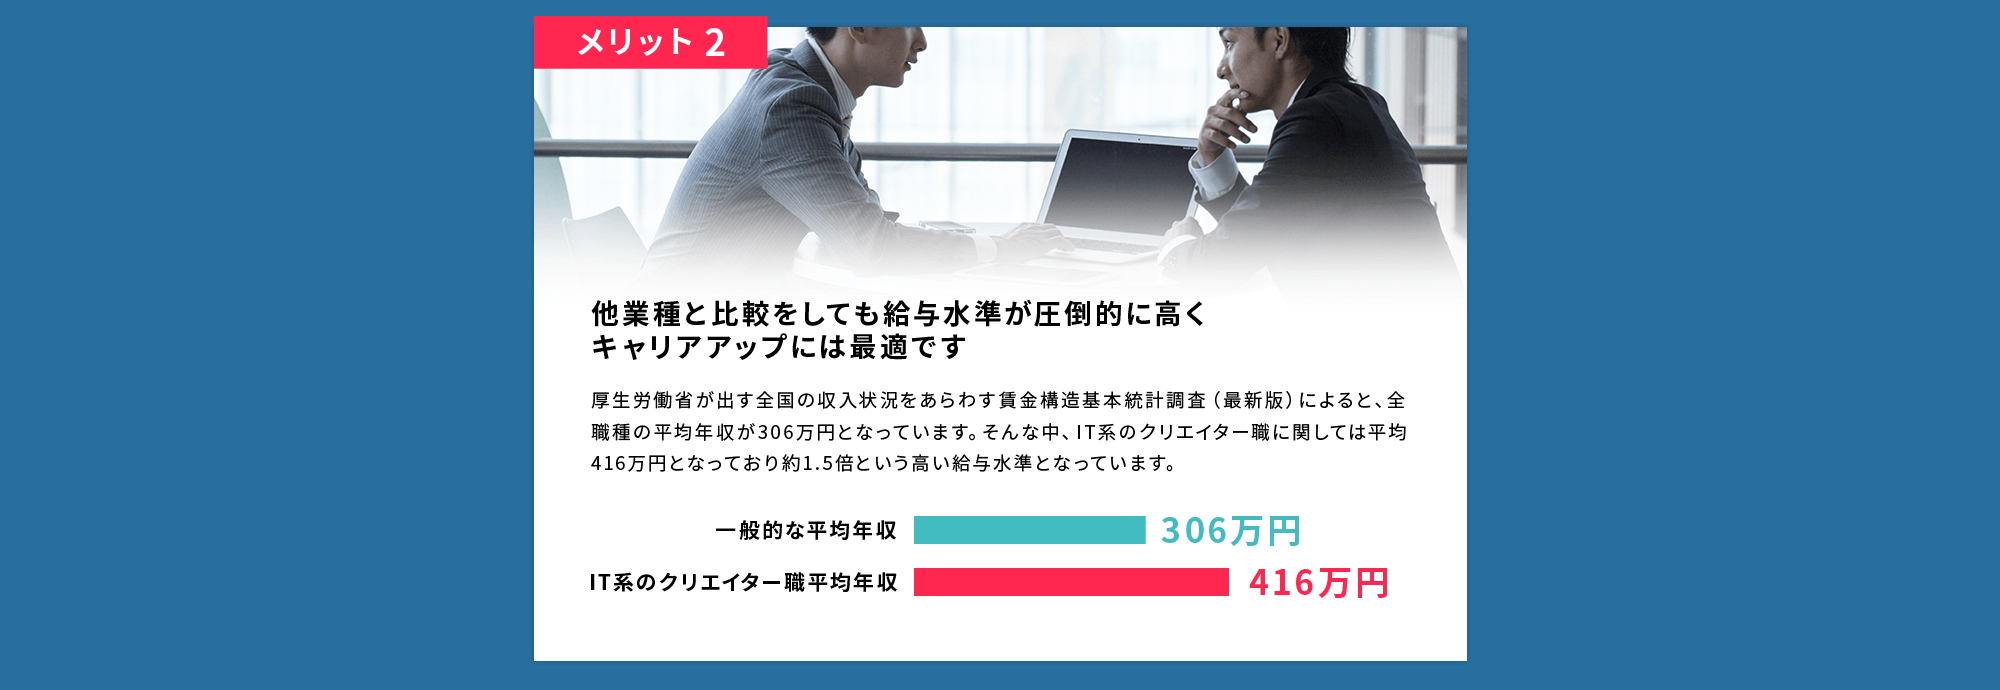 メリット 2
他業種と比較をしても給与水準が圧倒的に高く
キャリアアップには最適です
厚生労働省が出す全国の収入状況をあらわす賃金構造基本統計調査（最新版）によると、全
職種の平均年収が306万円となっています。そんな中、IT系のクリエイター職に関しては平均
416万円となっており約1.5倍という高い給与水準となっています。
一般的な平均年収 306万円
IT系のクリエイター職平均年収 416万円